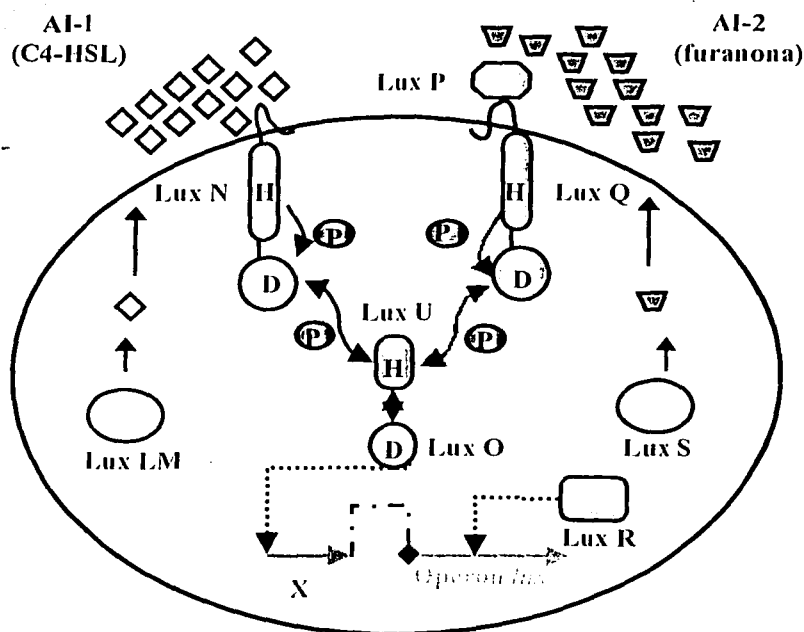 AI-1
(C4-HSL)
AI-2
(furanona)
Lux P
Lux N
H
H
Lux Q
P
P
D
D
Lux U
P
P
H
D
Lux O
Lux LM
Lux S
Lux R
X
Operon lux